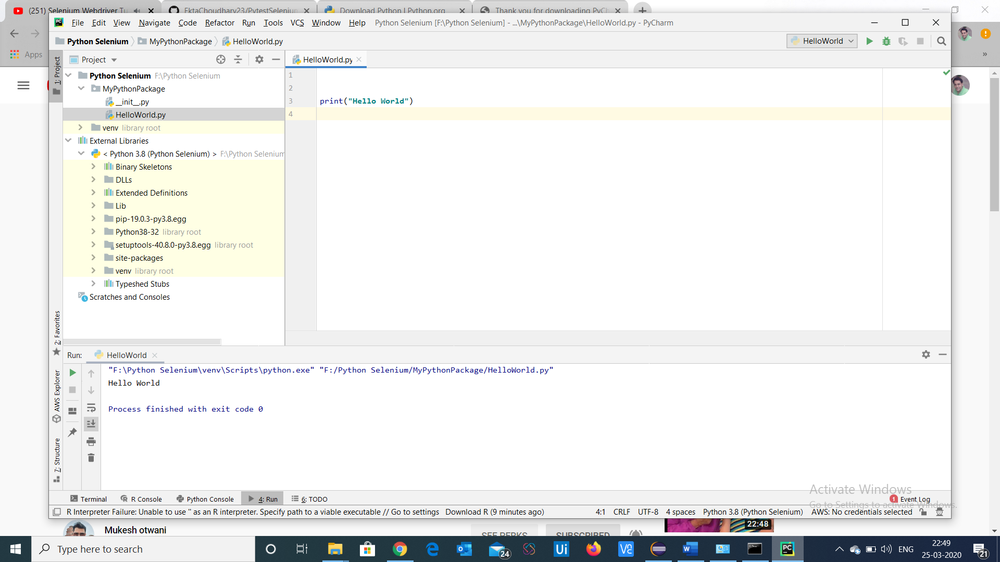 (251) Selenium Webdriver Tu
EktaChoudhary23/PytestSelenium
Download Python | Python.org
Thank you for downloading PyCh
File Edit View Navigate Code Refactor Run Tools VCS Window Help Python Selenium [F:\Python Selenium] - ...\MyPythonPackage\HelloWorld.py - PyCharm
Python Selenium MyPythonPackage HelloWorld.py HelloWorld
Apps »
1: Project
Project HelloWorld.py
Python Selenium F:\Python Selenium 1
MyPythonPackage 2
__init__.py 3 print("Hello World")
HelloWorld.py 4
venv library root
External Libraries
< Python 3.8 (Python Selenium) > F:\Python Selenium
Binary Skeletons
DLLs
Extended Definitions
Lib
pip-19.0.3-py3.8.egg
Python38-32 library root
setuptools-40.8.0-py3.8.egg library root
site-packages
venv library root
Typeshed Stubs
Scratches and Consoles
2: Favorites
AWS Explorer
7: Structure
Run: HelloWorld
"F:\Python Selenium\venv\Scripts\python.exe" "F:/Python Selenium/MyPythonPackage/HelloWorld.py"
Hello World
Process finished with exit code 0
Activate Windows
Go to Settings to activate Windows.
Terminal R Console Python Console 4: Run 6: TODO 1 Event Log
R Interpreter Failure: Unable to use '' as an R interpreter. Specify path to a viable executable // Go to settings Download R (9 minutes ago) 4:1 CRLF UTF-8 4 spaces Python 3.8 (Python Selenium) AWS: No credentials selected
Mukesh otwani SEE PERKS SUBSCRIBED 22:48
Type here to search 24 Ui ENG 22:49
25-03-2020 21